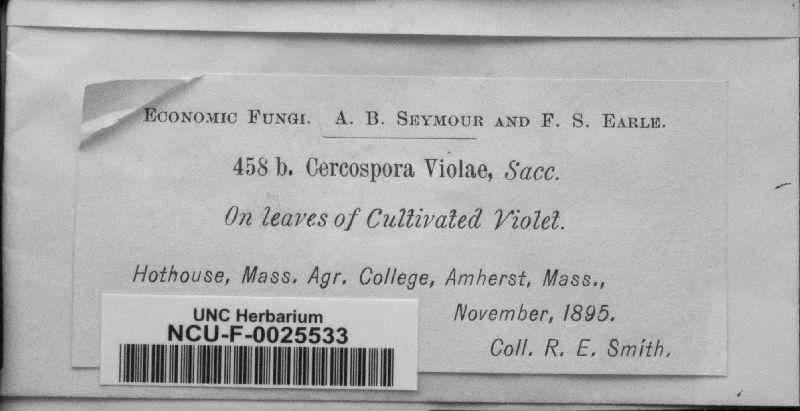 Economic Fungi. A. B. Seymour and F. S. Earle.
458 b. Cercospora Violae, Sacc.
On leaves of Cultivated Violet.
Hothouse, Mass. Agr. College, Amherst, Mass.,
November, 1895.
Coll. R. E. Smith.
UNC Herbarium
NCU-F-0025533